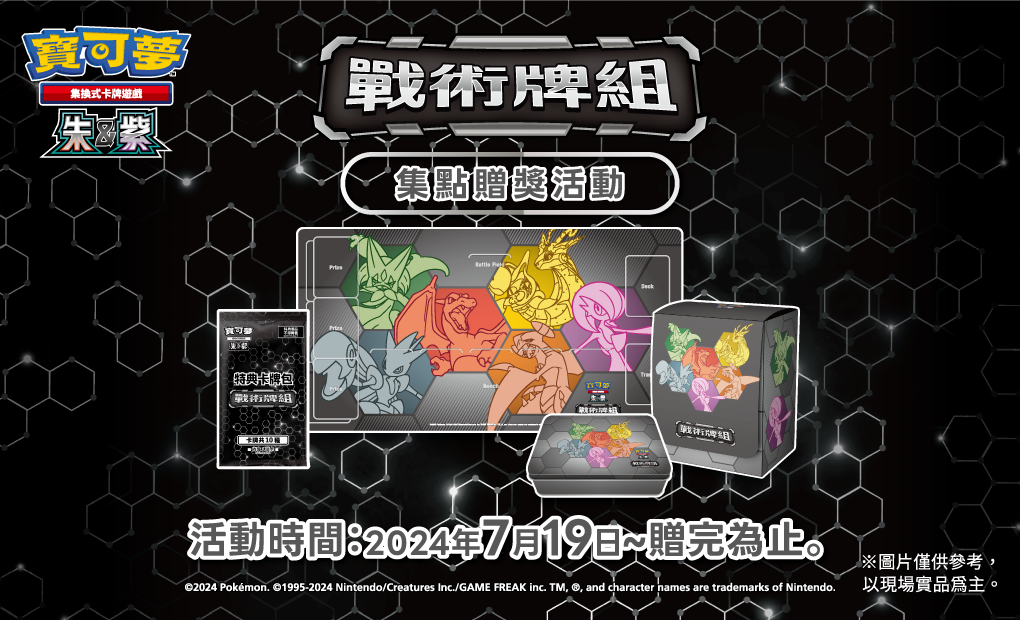 寶可夢
集換式卡牌遊戲
朱&紫
戰術牌組
集點贈獎活動
Prize
Battle Field
Deck
Prize
Bench
寶可夢
朱&紫
戰術牌組
寶可夢
朱&紫
特典卡牌包
戰術牌組
卡牌共10種
戰術牌組
活動時間:2024年7月19日~贈完為止。
※圖片僅供參考,
以現場實品爲主。
©2024 Pokémon. ©1995-2024 Nintendo/Creatures Inc./GAME FREAK inc. TM, ®, and character names are trademarks of Nintendo.